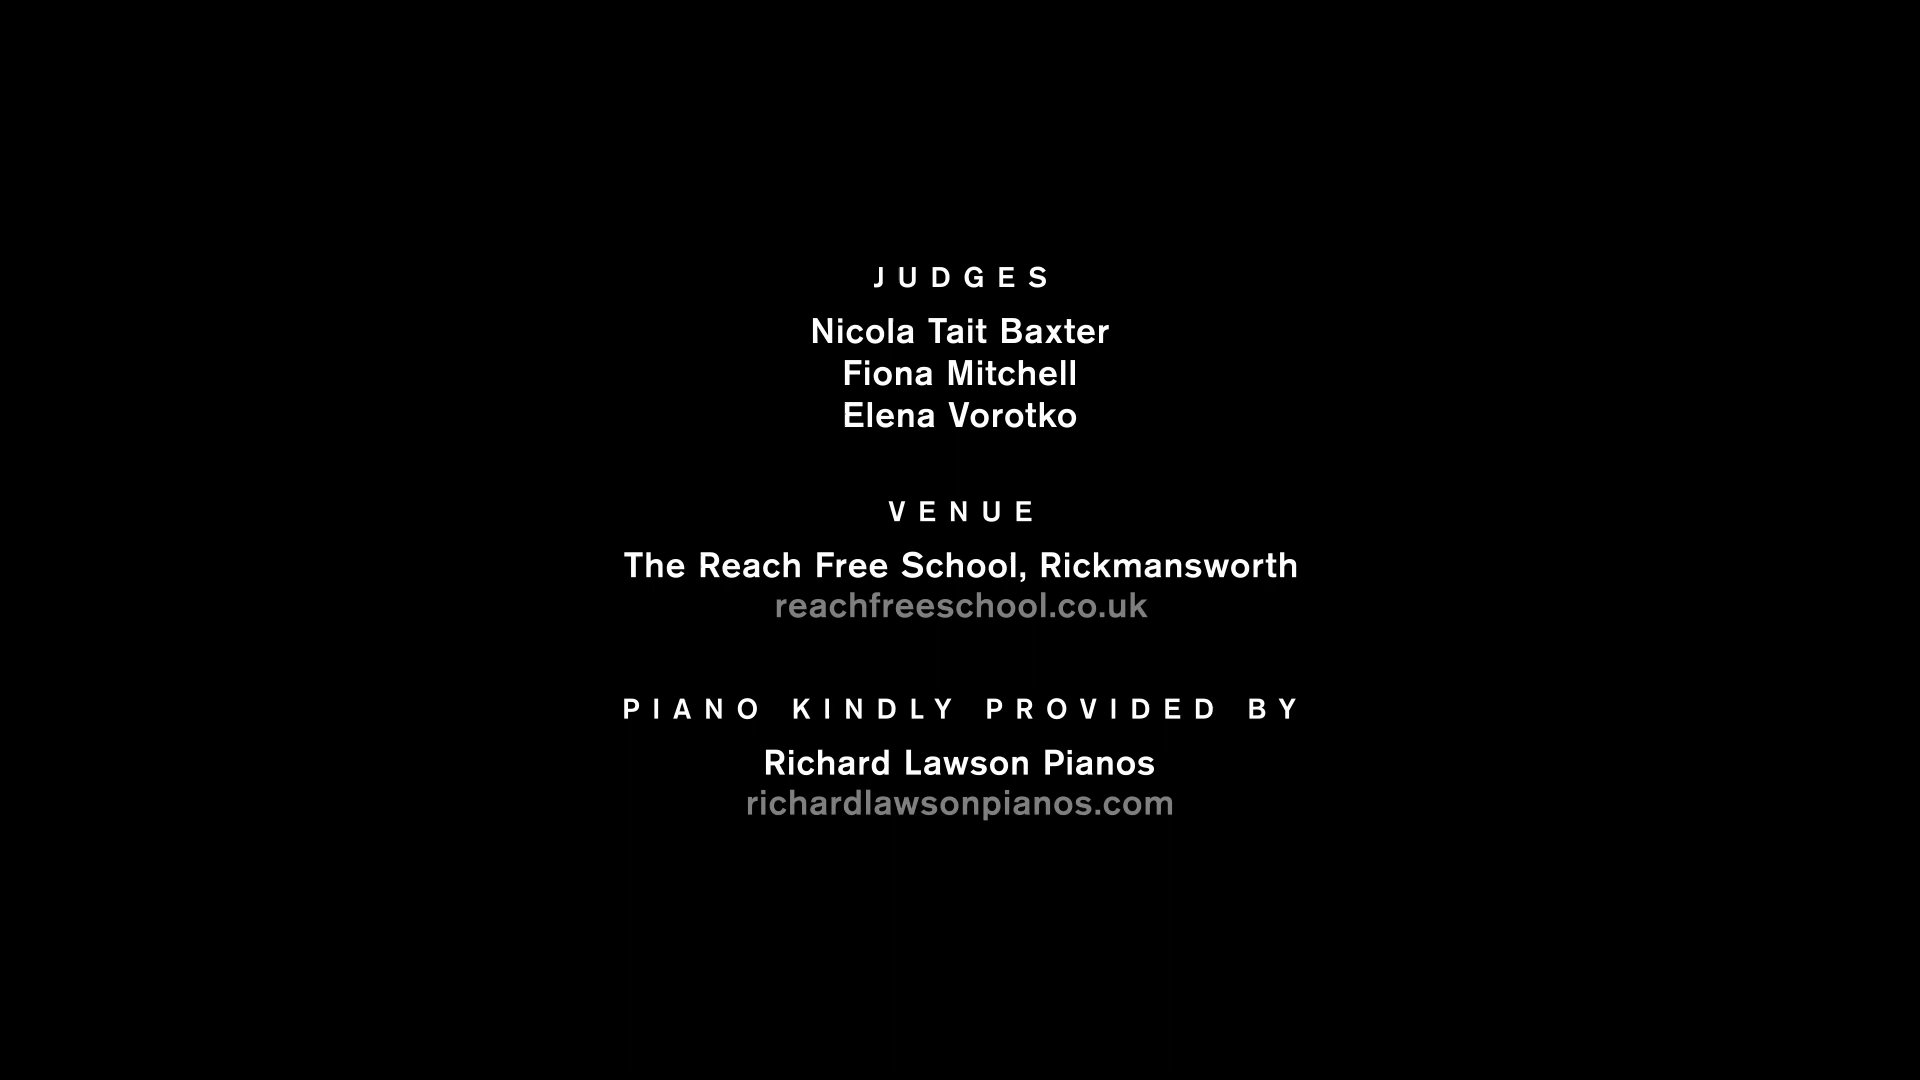 JUDGES
Nicola Tait Baxter
Fiona Mitchell
Elena Vorotko
VENUE
The Reach Free School, Rickmansworth
reachfreeschool.co.uk
PIANO KINDLY PROVIDED BY
Richard Lawson Pianos
richardlawsonpianos.com